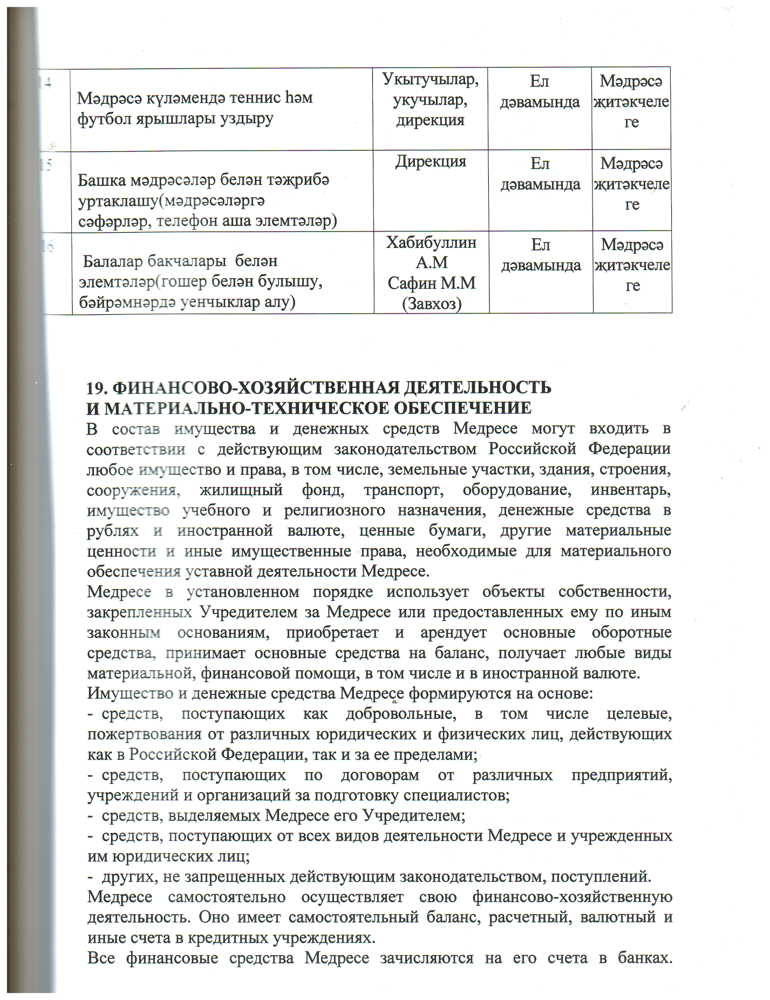 14
Мәдрәсә күләмендә теннис һәм
футбол ярышлары уздыру
Укытучылар,
укучылар,
дирекция
Ел
дәвамында
Мәдрәсә
җитәкчеле
ге
15
Башка мәдрәсәләр белән тәҗрибә
уртаклашу(мәдрәсәләргә
сәфәрләр, телефон аша элемтәләр)
Дирекция
Ел
дәвамында
Мәдрәсә
җитәкчеле
ге
16
Балалар бакчалары белән
элемтәләр(гошер белән булышу,
бәйрәмнәрдә уенчыклар алу)
Хабибуллин
А.М
Сафин М.М
(Завхоз)
Ел
дәвамында
Мәдрәсә
җитәкчеле
ге
19. ФИНАНСОВО-ХОЗЯЙСТВЕННАЯ ДЕЯТЕЛЬНОСТЬ
И МАТЕРИАЛЬНО-ТЕХНИЧЕСКОЕ ОБЕСПЕЧЕНИЕ
В состав имущества и денежных средств Медресе могут входить в
соответствии с действующим законодательством Российской Федерации
любое имущество и права, в том числе, земельные участки, здания, строения,
сооружения, жилищный фонд, транспорт, оборудование, инвентарь,
имущество учебного и религиозного назначения, денежные средства в
рублях и иностранной валюте, ценные бумаги, другие материальные
ценности и иные имущественные права, необходимые для материального
обеспечения уставной деятельности Медресе.
Медресе в установленном порядке использует объекты собственности,
закрепленных Учредителем за Медресе или предоставленных ему по иным
законным основаниям, приобретает и арендует основные оборотные
средства, принимает основные средства на баланс, получает любые виды
материальной, финансовой помощи, в том числе и в иностранной валюте.
Имущество и денежные средства Медресе формируются на основе:
- средств, поступающих как добровольные, в том числе целевые,
пожертвования от различных юридических и физических лиц, действующих
как в Российской Федерации, так и за ее пределами;
- средств, поступающих по договорам от различных предприятий,
учреждений и организаций за подготовку специалистов;
- средств, выделяемых Медресе его Учредителем;
- средств, поступающих от всех видов деятельности Медресе и учрежденных
им юридических лиц;
- других, не запрещенных действующим законодательством, поступлений.
Медресе самостоятельно осуществляет свою финансово-хозяйственную
деятельность. Оно имеет самостоятельный баланс, расчетный, валютный и
иные счета в кредитных учреждениях.
Все финансовые средства Медресе зачисляются на его счета в банках.